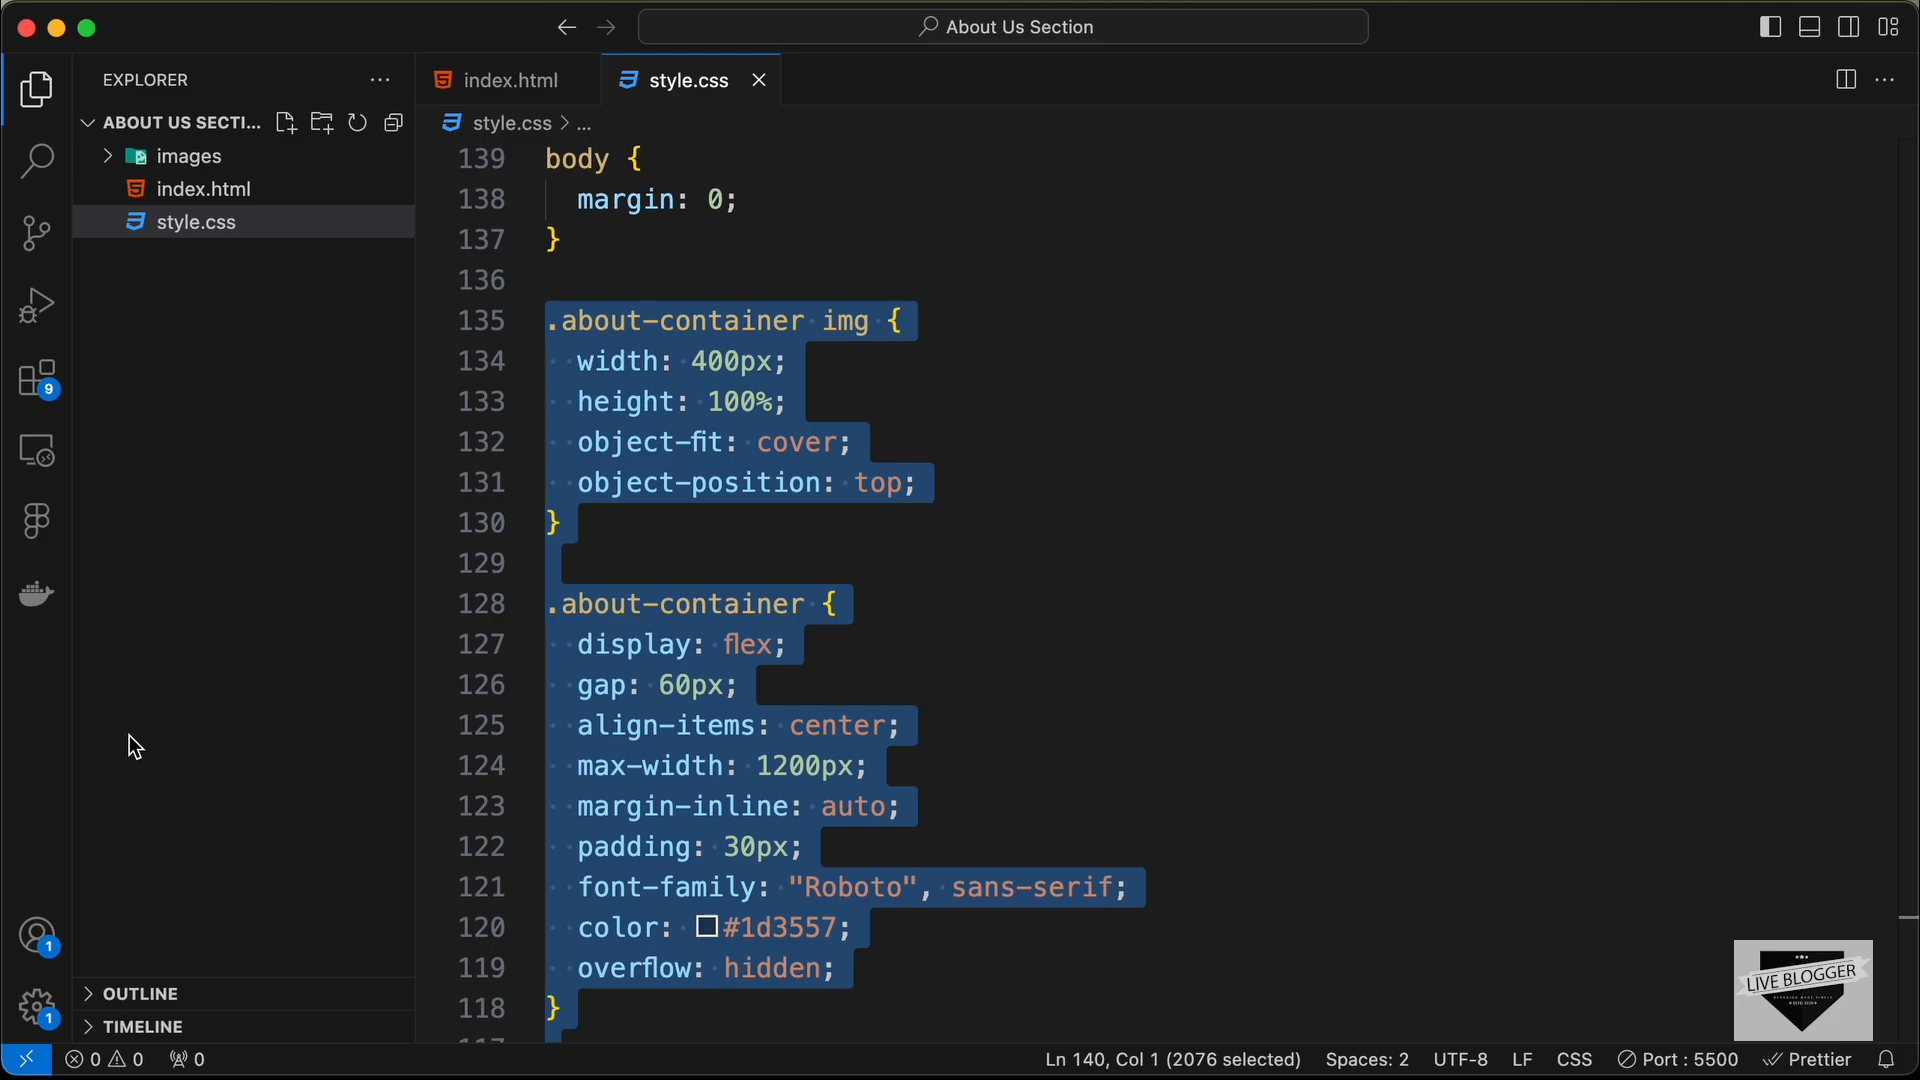 About Us Section
EXPLORER
index.html
style.css
ABOUT US SECTI...
style.css > ...
images
index.html
style.css
139 body {
138 margin: 0;
137 }
136
135 .about-container img {
134 width: 400px;
133 height: 100%;
132 object-fit: cover;
131 object-position: top;
130 }
129
128 .about-container {
127 display: flex;
126 gap: 60px;
125 align-items: center;
124 max-width: 1200px;
123 margin-inline: auto;
122 padding: 30px;
121 font-family: "Roboto", sans-serif;
120 color: #1d3557;
119 overflow: hidden;
118 }
9
1
1
OUTLINE
TIMELINE
LIVE BLOGGER
0 0 0
Ln 140, Col 1 (2076 selected)
Spaces: 2
UTF-8
LF
CSS
Port : 5500
Prettier